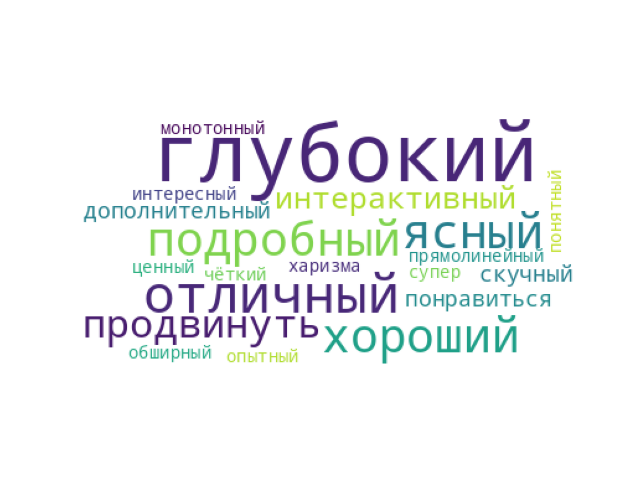 монотонный
глубокий
интересный
интерактивный
понятный
дополнительный
подробный
ясный
прямолинейный
ценный
чёткий
харизма
супер
скучный
отличный
понравиться
продвинуть
хороший
обширный
опытный